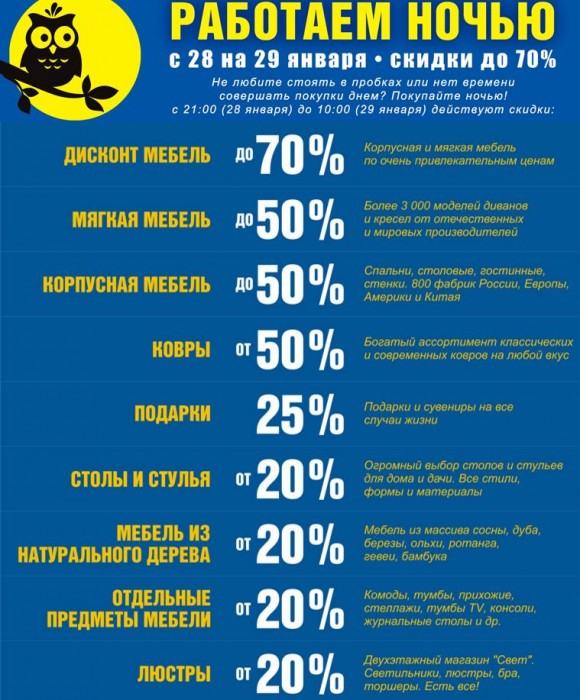 РАБОТАЕМ НОЧЬЮ
с 28 на 29 января • скидки до 70%
Не любите стоять в пробках или нет времени
совершать покупки днем? Покупайте ночью!
с 21:00 (28 января) до 10:00 (29 января) действуют скидки:
ДИСКОНТ МЕБЕЛЬ до 70%
Корпусная и мягкая мебель
по очень привлекательным ценам
МЯГКАЯ МЕБЕЛЬ до 50%
Более 3 000 моделей диванов
и кресел от отечественных
и мировых производителей
КОРПУСНАЯ МЕБЕЛЬ до 50%
Спальни, столовые, гостинные,
стенки. 800 фабрик России, Европы,
Америки и Китая
КОВРЫ от 50%
Богатый ассортимент классических
и современных ковров на любой вкус
ПОДАРКИ 25%
Подарки и сувениры на все
случаи жизни
СТОЛЫ И СТУЛЬЯ от 20%
Огромный выбор столов и стульев
для дома и дачи. Все стили,
формы и материалы
МЕБЕЛЬ ИЗ
НАТУРАЛЬНОГО ДЕРЕВА от 20%
Мебель из массива сосны, дуба,
березы, ольхи, ротанга,
гевеи, бамбука
ОТДЕЛЬНЫЕ
ПРЕДМЕТЫ МЕБЕЛИ от 20%
Комоды, тумбы, прихожие,
стеллажи, тумбы TV, консоли,
журнальные столы и др.
ЛЮСТРЫ от 20%
Двухэтажный магазин "Свет".
Светильники, люстры, бра,
торшеры. Есть все!